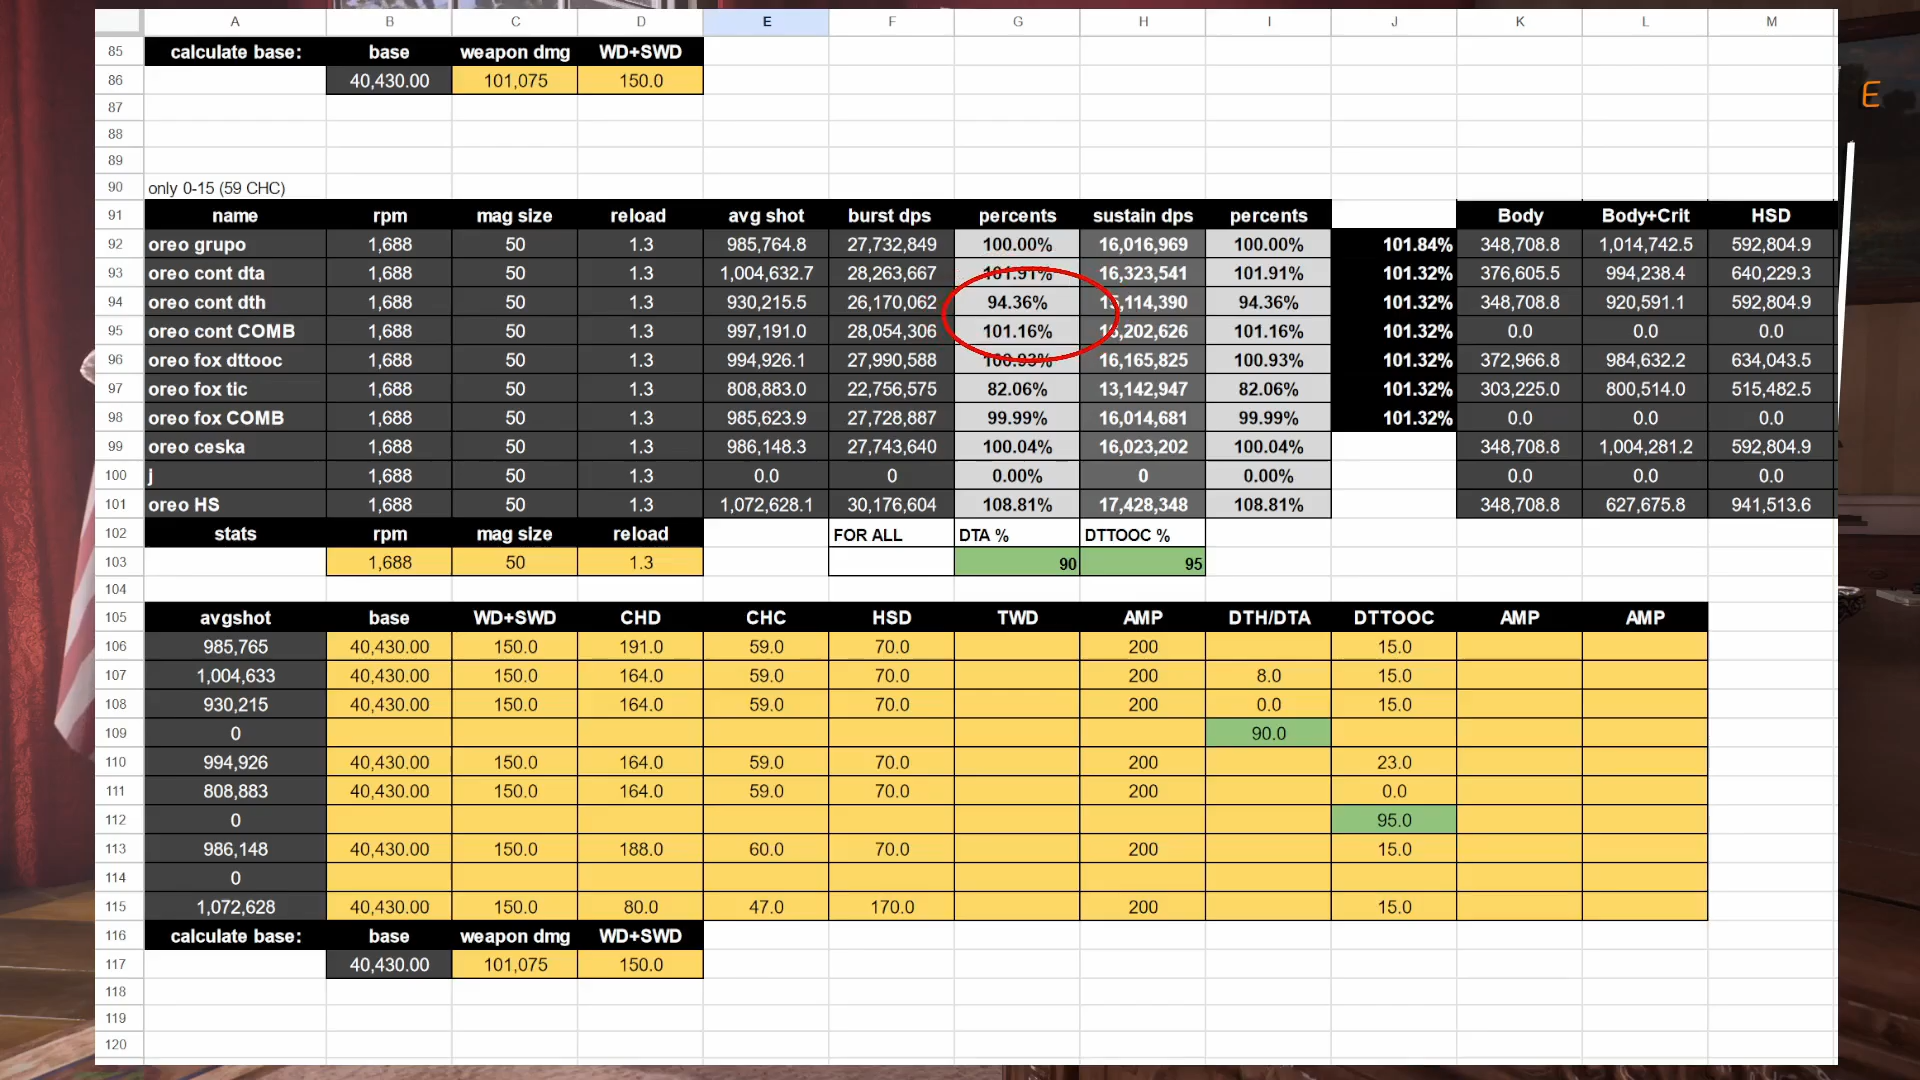 A B C D E F G H I J K L M
85 calculate base: base weapon dmg WD+SWD
86 40,430.00 101,075 150.0
87
88
89
90 only 0-15 (59 CHC)
91 name rpm mag size reload avg shot burst dps percents sustain dps percents Body Body+Crit HSD
92 oreo grupo 1,688 50 1.3 985,764.8 27,732,849 100.00% 16,016,969 100.00% 101.84% 348,708.8 1,014,742.5 592,804.9
93 oreo cont dta 1,688 50 1.3 1,004,632.7 28,263,667 101.91% 16,323,541 101.91% 101.32% 376,605.5 994,238.4 640,229.3
94 oreo cont dth 1,688 50 1.3 930,215.5 26,170,062 94.36% 15,114,390 94.36% 101.32% 348,708.8 920,591.1 592,804.9
95 oreo cont COMB 1,688 50 1.3 997,191.0 28,054,306 101.16% 16,202,626 101.16% 101.32% 0.0 0.0 0.0
96 oreo fox dttooc 1,688 50 1.3 994,926.1 27,990,588 100.93% 16,165,825 100.93% 101.32% 372,966.8 984,632.2 634,043.5
97 oreo fox tic 1,688 50 1.3 808,883.0 22,756,575 82.06% 13,142,947 82.06% 101.32% 303,225.0 800,514.0 515,482.5
98 oreo fox COMB 1,688 50 1.3 985,623.9 27,728,887 99.99% 16,014,681 99.99% 101.32% 0.0 0.0 0.0
99 oreo ceska 1,688 50 1.3 986,148.3 27,743,640 100.04% 16,023,202 100.04% 348,708.8 1,004,281.2 592,804.9
100 j 1,688 50 1.3 0.0 0 0.00% 0 0.00% 0.0 0.0 0.0
101 oreo HS 1,688 50 1.3 1,072,628.1 30,176,604 108.81% 17,428,348 108.81% 348,708.8 627,675.8 941,513.6
102 stats rpm mag size reload FOR ALL DTA % DTTOOC %
103 1,688 50 1.3 90 95
104
105 avgshot base WD+SWD CHD CHC HSD TWD AMP DTH/DTA DTTOOC AMP AMP
106 985,765 40,430.00 150.0 191.0 59.0 70.0 200 15.0
107 1,004,633 40,430.00 150.0 164.0 59.0 70.0 200 8.0 15.0
108 930,215 40,430.00 150.0 164.0 59.0 70.0 200 0.0 15.0
109 0 90.0
110 994,926 40,430.00 150.0 164.0 59.0 70.0 200 23.0
111 808,883 40,430.00 150.0 164.0 59.0 70.0 200 0.0
112 0 95.0
113 986,148 40,430.00 150.0 188.0 60.0 70.0 200 15.0
114 0
115 1,072,628 40,430.00 150.0 80.0 47.0 170.0 200 15.0
116 calculate base: base weapon dmg WD+SWD
117 40,430.00 101,075 150.0
118
119
120
E